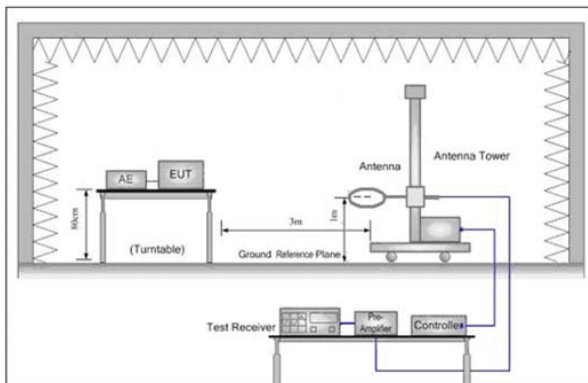 Antenna
Antenna Tower
AE
EUT
80cm
(Turntable)
3m
1m
Ground Reference Plane
Test Receiver
Pre-
Amplifier
Controller